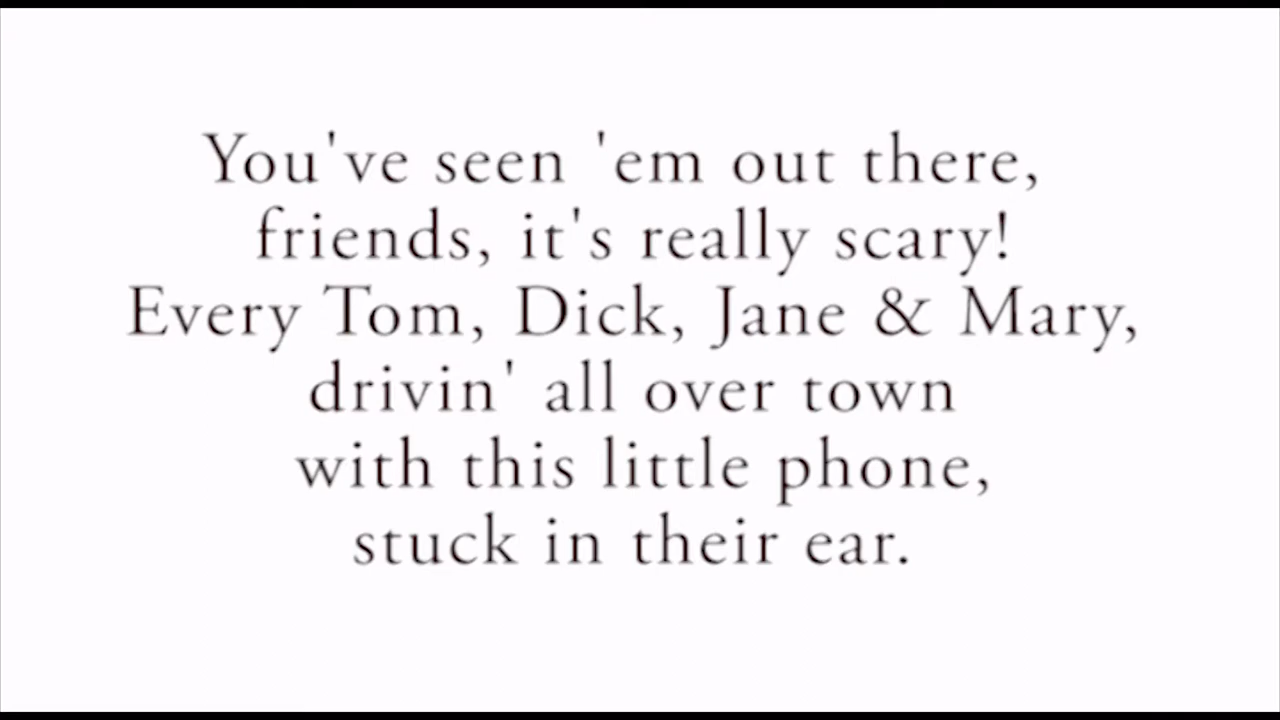 You've seen 'em out there,
friends, it's really scary!
Every Tom, Dick, Jane & Mary,
drivin' all over town
with this little phone,
stuck in their ear.